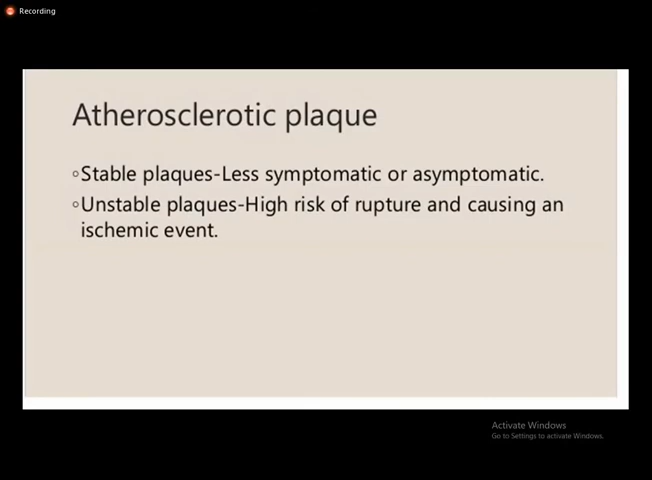 Recording
Atherosclerotic plaque
◦Stable plaques-Less symptomatic or asymptomatic.
◦Unstable plaques-High risk of rupture and causing an
ischemic event.
Activate Windows
Go to Settings to activate Windows.